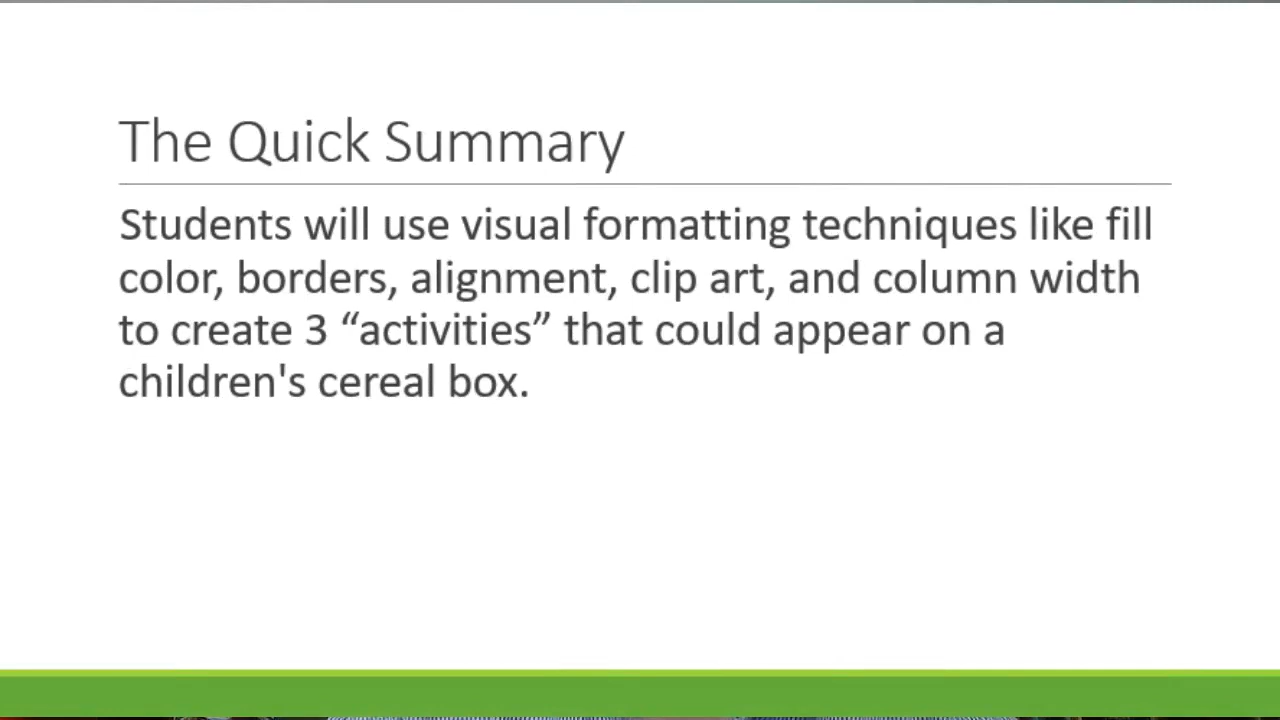 The Quick Summary
Students will use visual formatting techniques like fill
color, borders, alignment, clip art, and column width
to create 3 “activities” that could appear on a
children's cereal box.